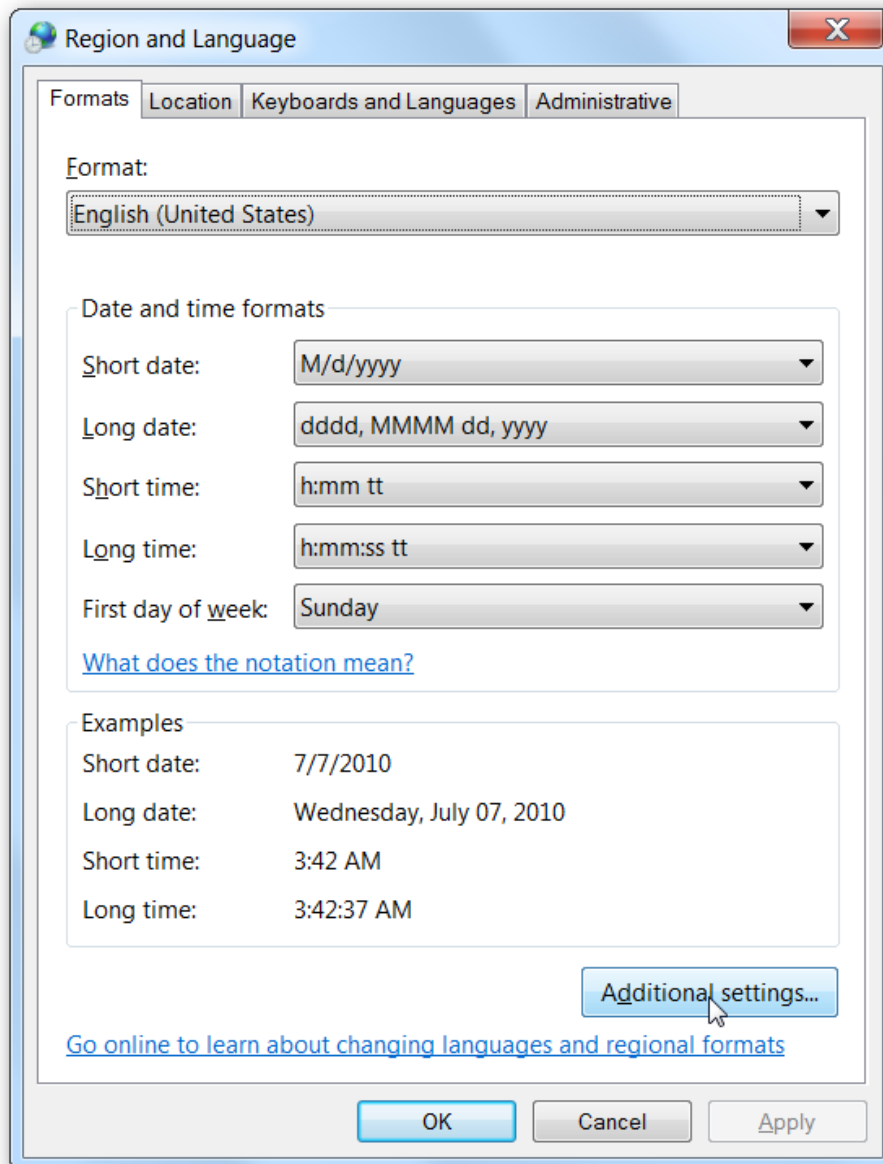 Region and Language
Formats Location Keyboards and Languages Administrative
Format:
English (United States)
Date and time formats
Short date: M/d/yyyy
Long date: dddd, MMMM dd, yyyy
Short time: h:mm tt
Long time: h:mm:ss tt
First day of week: Sunday
What does the notation mean?
Examples
Short date: 7/7/2010
Long date: Wednesday, July 07, 2010
Short time: 3:42 AM
Long time: 3:42:37 AM
Additional settings...
Go online to learn about changing languages and regional formats
OK Cancel Apply